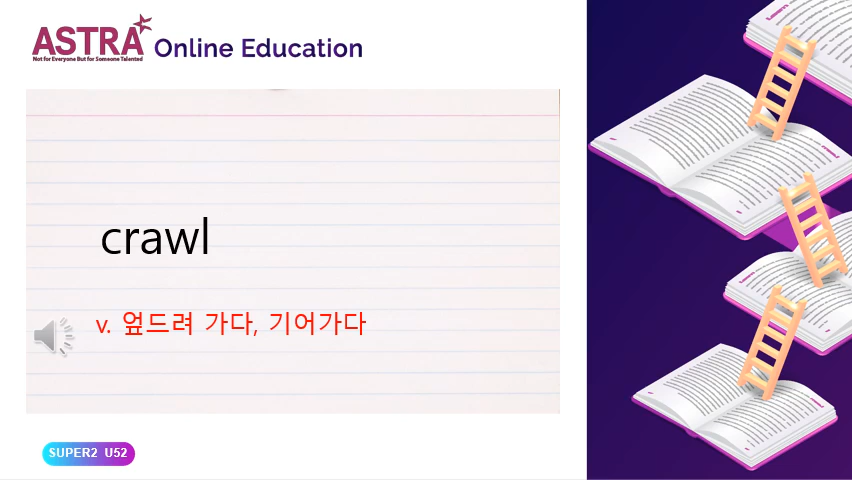 ASTRA
Not for Everyone But for Someone Talented
Online Education
crawl
v. 엎드려 가다, 기어가다
SUPER2 U52